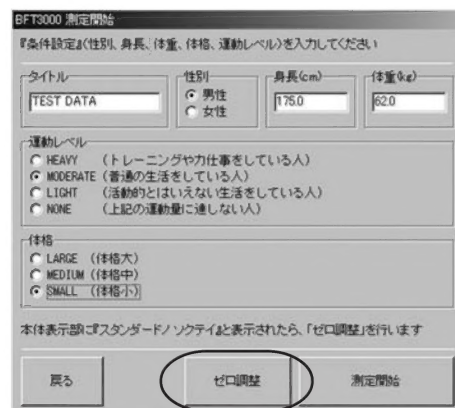 BFT3000 測定開始
『条件設定』(性別、身長、体重、体格、運動レベル)を入力してください
タイトル 性別 身長(cm) 体重(kg)
TEST DATA 男性 175.0 62.0
女性
運動レベル
HEAVY (トレーニングや力仕事をしている人)
MODERATE (普通の生活をしている人)
LIGHT (活動的とはいえない生活をしている人)
NONE (上記の運動量に達しない人)
体格
LARGE (体格大)
MEDIUM (体格中)
SMALL (体格小)
本体表示部に『スタンダードノ ソクテイ』と表示されたら、「ゼロ調整」を行います
戻る ゼロ調整 測定開始